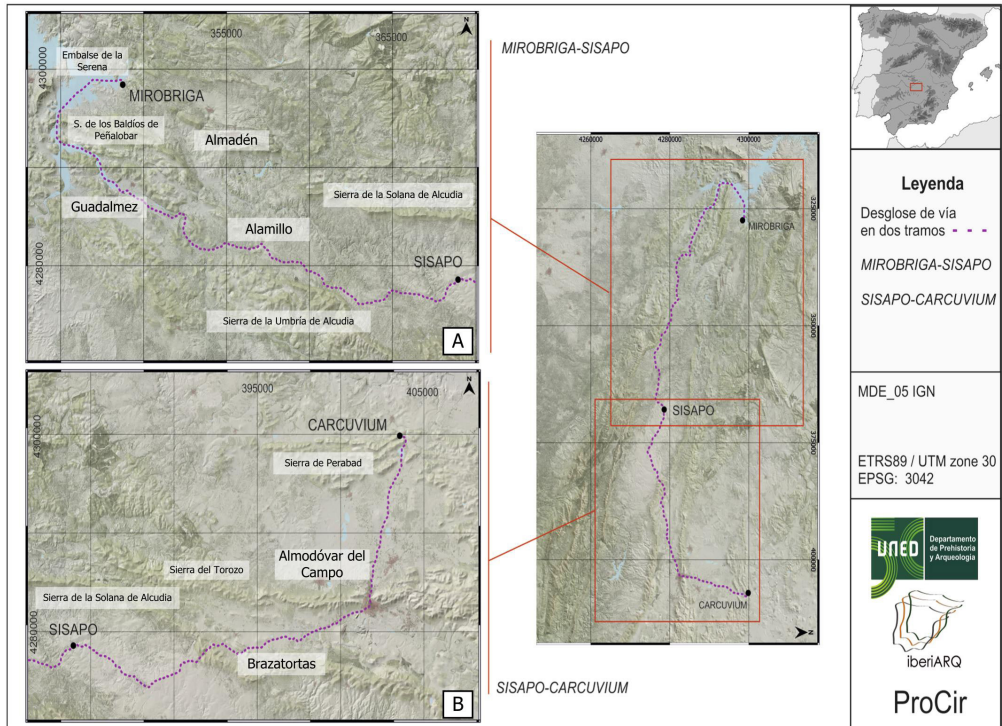 N
355000
365000
4300000
Embalse de la
Serena
MIROBRIGA
S. de los Baldíos de
Peñalobar
Almadén
Sierra de la Solana de Alcudia
Guadalmez
Alamillo
SISAPO
4280000
Sierra de la Umbría de Alcudia
A
N
395000
405000
CARCUVIUM
4300000
Sierra de Perabad
Almodóvar del
Campo
Sierra del Torozo
Sierra de la Solana de Alcudia
SISAPO
4280000
Brazatortas
B
MIROBRIGA-SISAPO
4260000
4280000
4300000
325000
MIROBRIGA
350000
SISAPO
375000
400000
CARCUVIUM
N
SISAPO-CARCUVIUM
Leyenda
Desglose de vía
en dos tramos
MIROBRIGA-SISAPO
SISAPO-CARCUVIUM
MDE_05 IGN
ETRS89 / UTM zone 30
EPSG: 3042
UNED
Departamento
de Prehistoria
y Arqueología
iberiARQ
ProCir